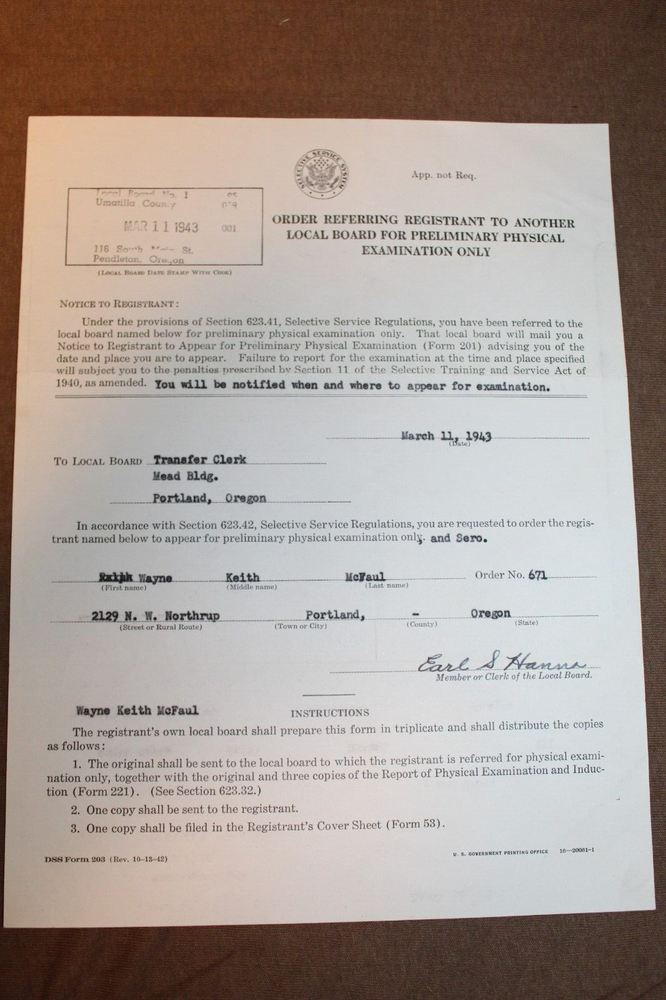 SELECTIVE SERVICE SYSTEM
App. not Req.
Local Board No. 1
Umatilla County
MAR 11 1943 001
116 South Main St.
Pendleton, Oregon
(LOCAL BOARD DATE STAMP WITH CODE)
ORDER REFERRING REGISTRANT TO ANOTHER
LOCAL BOARD FOR PRELIMINARY PHYSICAL
EXAMINATION ONLY
NOTICE TO REGISTRANT:
Under the provisions of Section 623.41, Selective Service Regulations, you have been referred to the
local board named below for preliminary physical examination only. That local board will mail you a
Notice to Registrant to Appear for Preliminary Physical Examination (Form 201) advising you of the
date and place you are to appear. Failure to report for the examination at the time and place specified
will subject you to the penalties prescribed by Section 11 of the Selective Training and Service Act of
1940, as amended. You will be notified when and where to appear for examination.
March 11, 1943
(Date)
TO LOCAL BOARD Transfer Clerk
Mead Bldg.
Portland, Oregon
In accordance with Section 623.42, Selective Service Regulations, you are requested to order the regis-
trant named below to appear for preliminary physical examination only. and Sero.
Wayne Keith McFaul Order No. 671
(First name) (Middle name) (Last name)
2129 N. W. Northrup Portland, - Oregon
(Street or Rural Route) (Town or City) (County) (State)
Earl S Hanna
Member or Clerk of the Local Board.
Wayne Keith McFaul INSTRUCTIONS
The registrant's own local board shall prepare this form in triplicate and shall distribute the copies
as follows:
1. The original shall be sent to the local board to which the registrant is referred for physical exami-
nation only, together with the original and three copies of the Report of Physical Examination and Induc-
tion (Form 221). (See Section 623.32.)
2. One copy shall be sent to the registrant.
3. One copy shall be filed in the Registrant's Cover Sheet (Form 53).
DSS Form 203 (Rev. 10-13-42) U. S. GOVERNMENT PRINTING OFFICE 16—20081-1